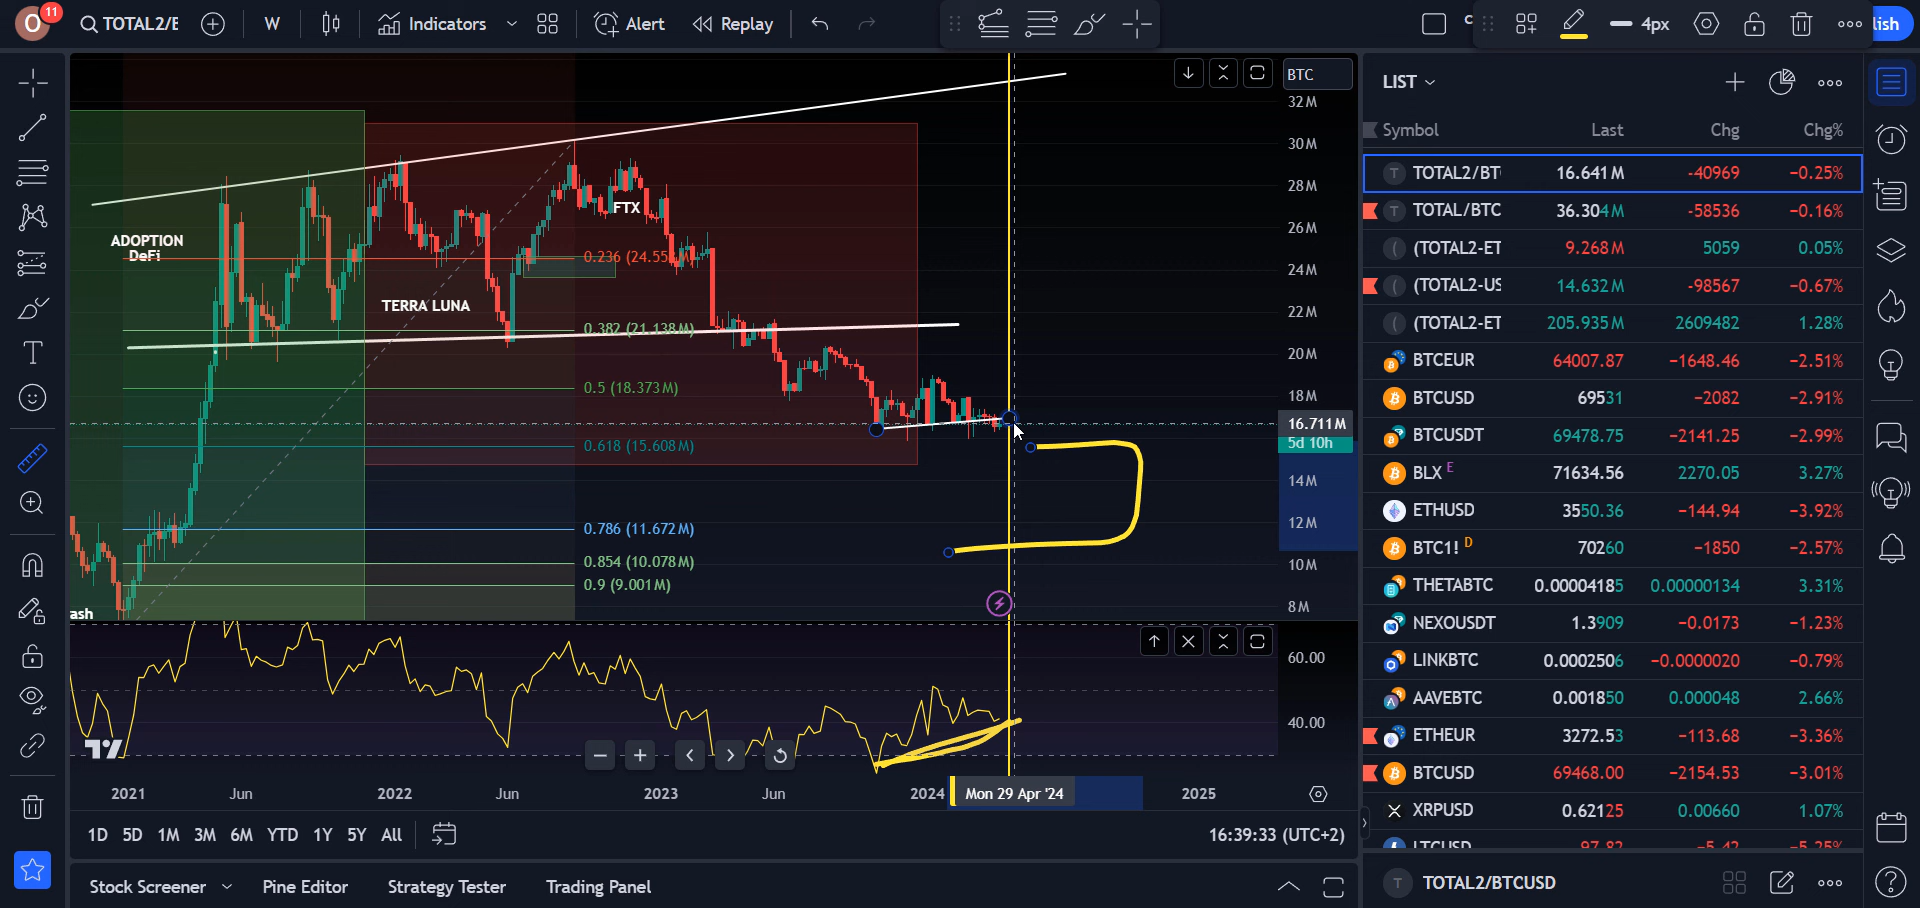 O
11
TOTAL2/E
W
Indicators
Alert
Replay
4px
lish
BTC
32M
30M
28M
26M
24M
22M
20M
18M
16.711M
5d 10h
14M
12M
10M
8M
ADOPTION
DeFi
TERRA LUNA
FTX
ash
0.236 (24.55
0.382 (21.138M)
0.5 (18.373M)
0.618 (15.608M)
0.786 (11.672M)
0.854 (10.078M)
0.9 (9.001M)
60.00
40.00
2021 Jun 2022 Jun 2023 Jun 2024 Mon 29 Apr '24 2025
1D 5D 1M 3M 6M YTD 1Y 5Y All
16:39:33 (UTC+2)
Stock Screener Pine Editor Strategy Tester Trading Panel
LIST
Symbol Last Chg Chg%
TOTAL2/BT 16.641M -40969 -0.25%
TOTAL/BTC 36.304M -58536 -0.16%
(TOTAL2-ET 9.268M 5059 0.05%
(TOTAL2-US 14.632M -98567 -0.67%
(TOTAL2-ET 205.935M 2609482 1.28%
BTCEUR 64007.87 -1648.46 -2.51%
BTCUSD 69531 -2082 -2.91%
BTCUSDT 69478.75 -2141.25 -2.99%
BLX E 71634.56 2270.05 3.27%
ETHUSD 3550.36 -144.94 -3.92%
BTC1! D 70260 -1850 -2.57%
THETABTC 0.00004185 0.00000134 3.31%
NEXOUSDT 1.3909 -0.0173 -1.23%
LINKBTC 0.0002506 -0.0000020 -0.79%
AAVEBTC 0.001850 0.000048 2.66%
ETHEUR 3272.53 -113.68 -3.36%
BTCUSD 69468.00 -2154.53 -3.01%
XRPUSD 0.62125 0.00660 1.07%
LTCUSD 97.82 -5.42 -5.25%
TOTAL2/BTCUSD